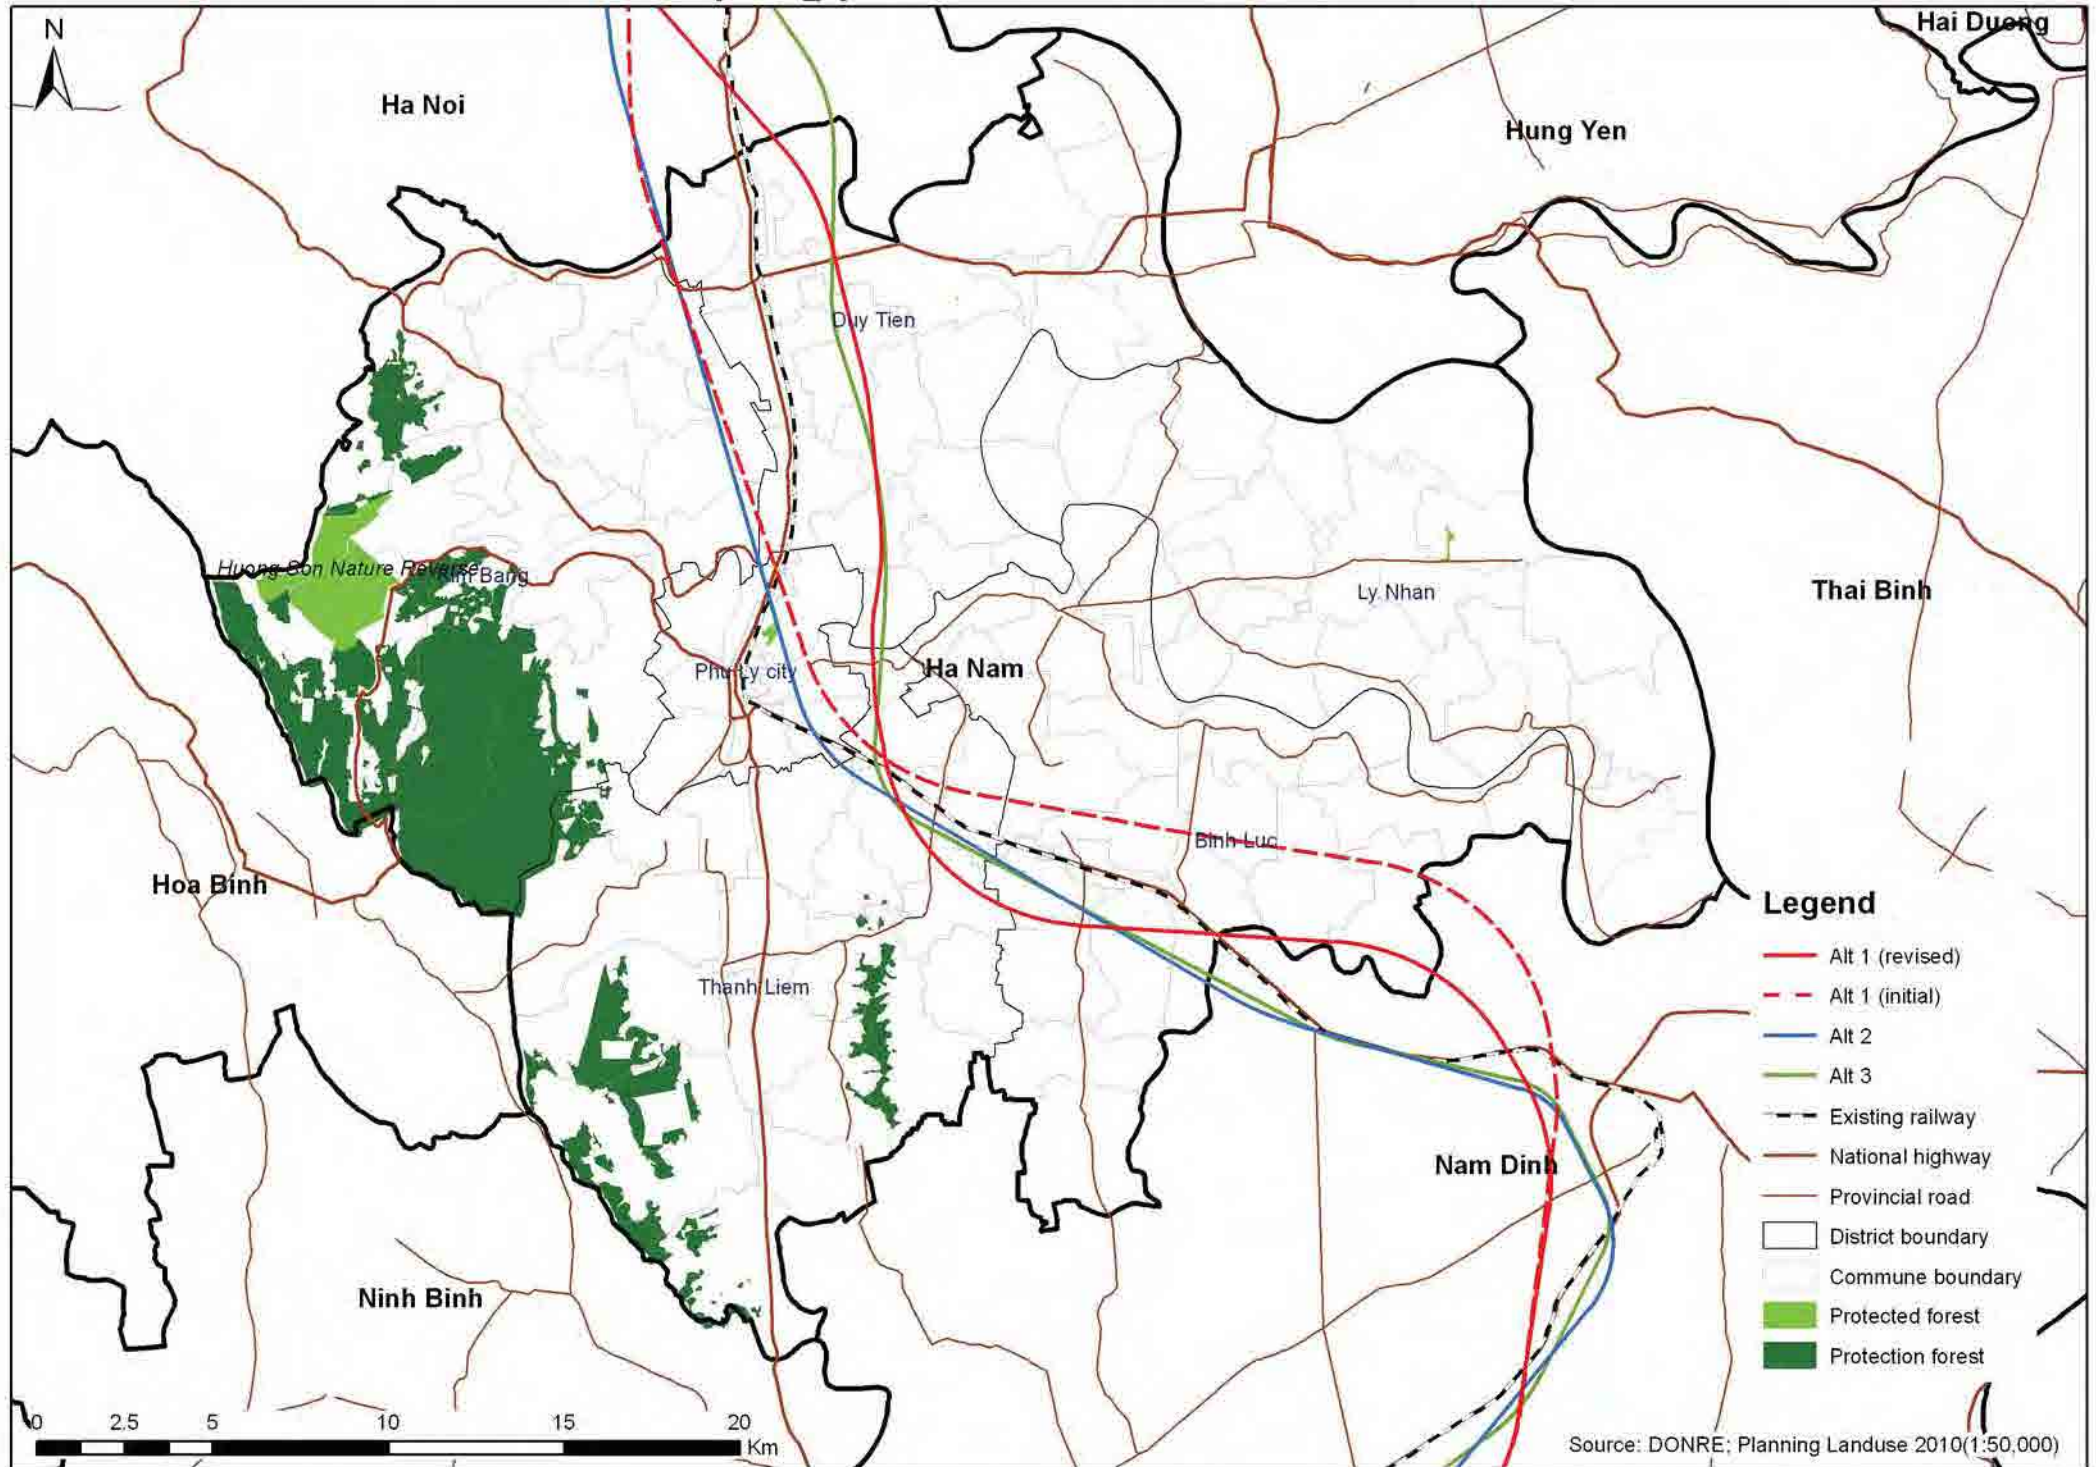 N
Hai Duong
Ha Noi
Hung Yen
Duy Tien
Huong Son Nature Reverse
Kim Bang
Ly Nhan
Thai Binh
Phu Ly city
Ha Nam
Binh Luc
Hoa Binh
Thanh Liem
Nam Dinh
Ninh Binh
Legend
Alt 1 (revised)
Alt 1 (initial)
Alt 2
Alt 3
Existing railway
National highway
Provincial road
District boundary
Commune boundary
Protected forest
Protection forest
0 2.5 5 10 15 20
Km
Source: DONRE; Planning Landuse 2010(1:50,000)